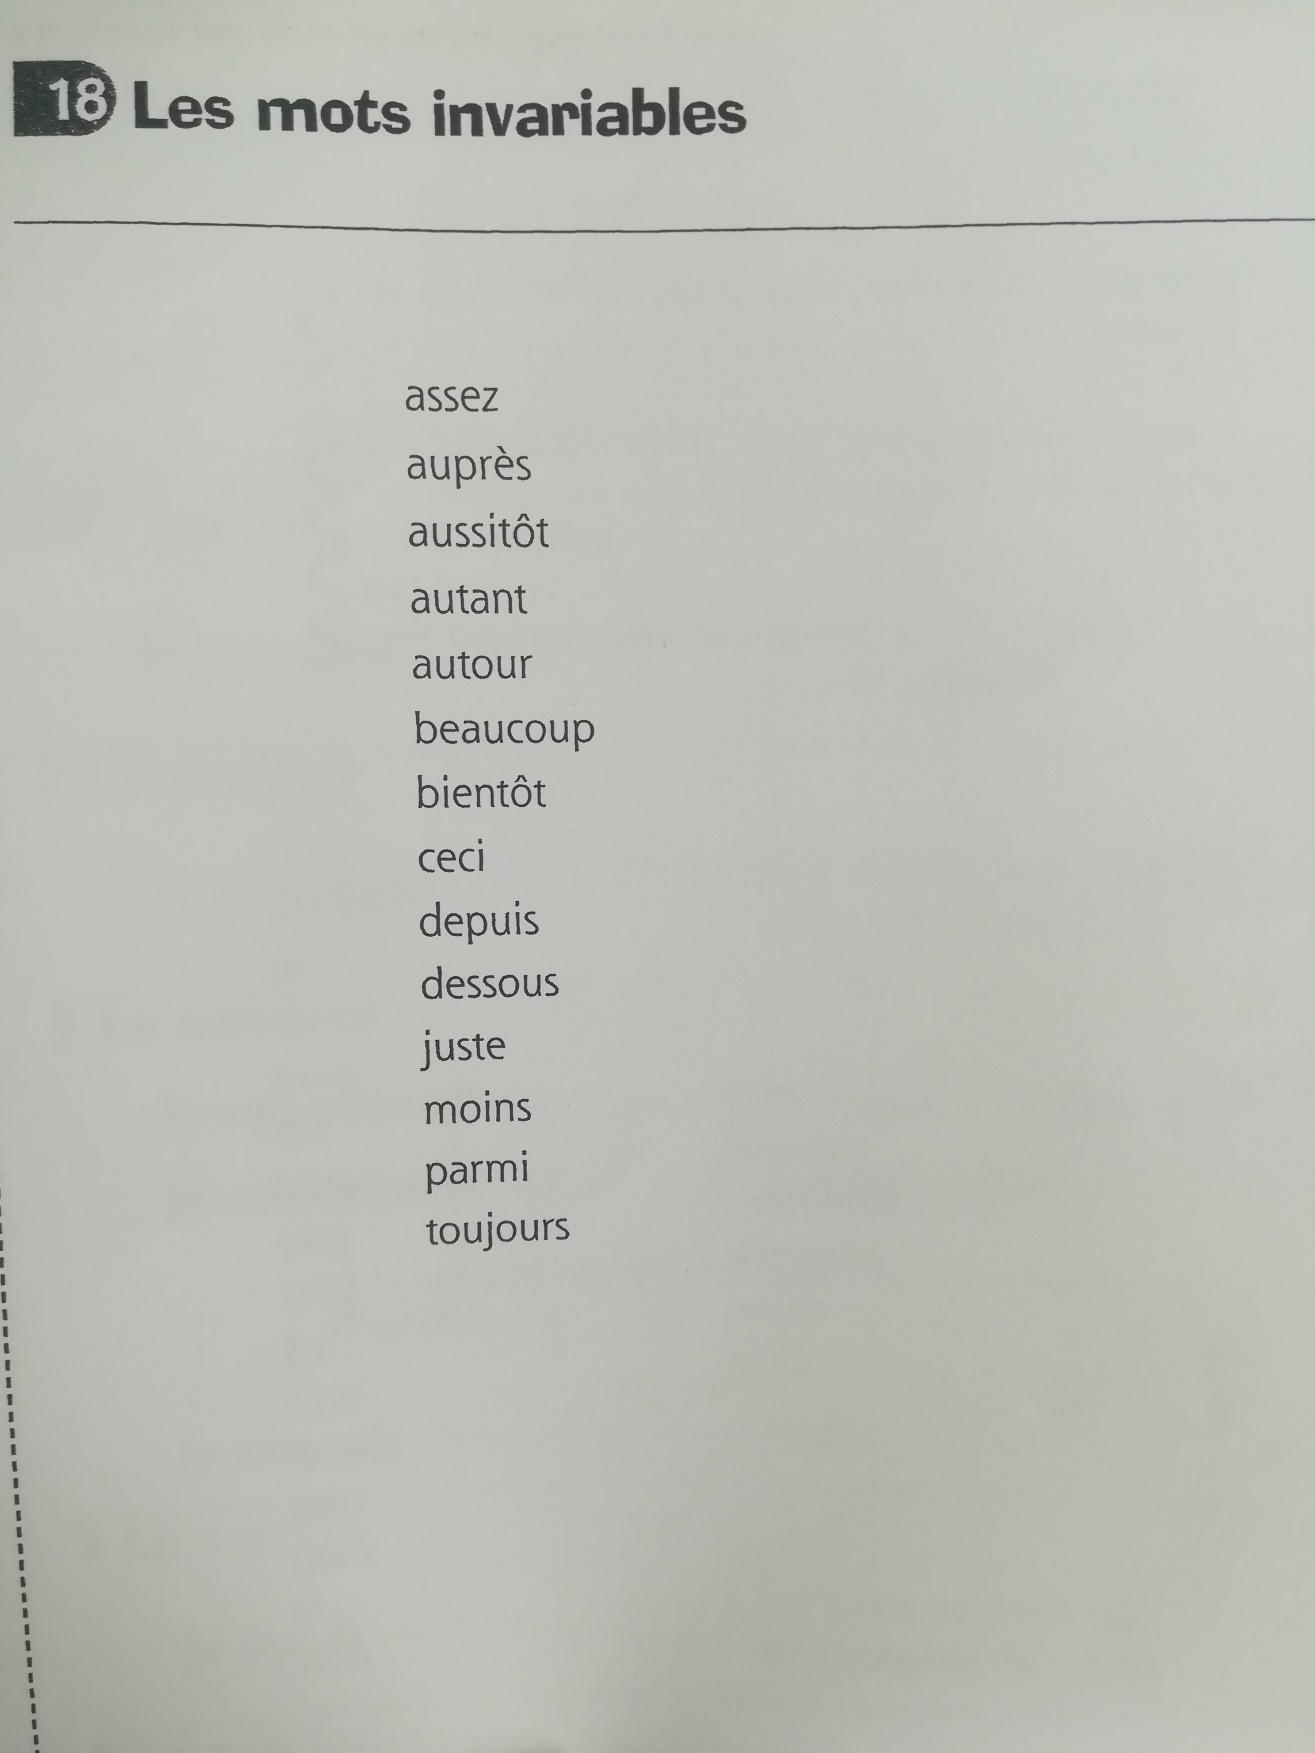 18 Les mots invariables
assez
auprès
aussitôt
autant
autour
beaucoup
bientôt
ceci
depuis
dessous
juste
moins
parmi
toujours